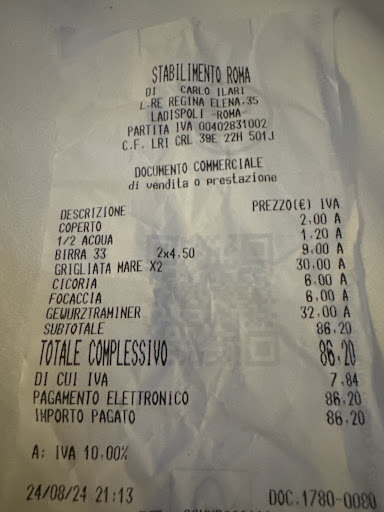 STABILIMENTO ROMA
DI CARLO ILARI
L.RE REGINA ELENA.35
LADISPOLI -ROMA-
PARTITA IVA 00402831002
C.F. LRI CRL 39E 22H 501J
DOCUMENTO COMMERCIALE
di vendita o prestazione
DESCRIZIONE PREZZO(€) IVA
COPERTO 2.00 A
1/2 ACQUA 1.20 A
BIRRA 33 2x4.50 9.00 A
GRIGLIATA MARE X2 30.00 A
CICORIA 6.00 A
FOCACCIA 6.00 A
GEWURZTRAMINER 32.00 A
SUBTOTALE 86.20
TOTALE COMPLESSIVO 86.20
DI CUI IVA 7.84
PAGAMENTO ELETTRONICO 86.20
IMPORTO PAGATO 86.20
A: IVA 10.00%
24/08/24 21:13 DOC.1780-0080